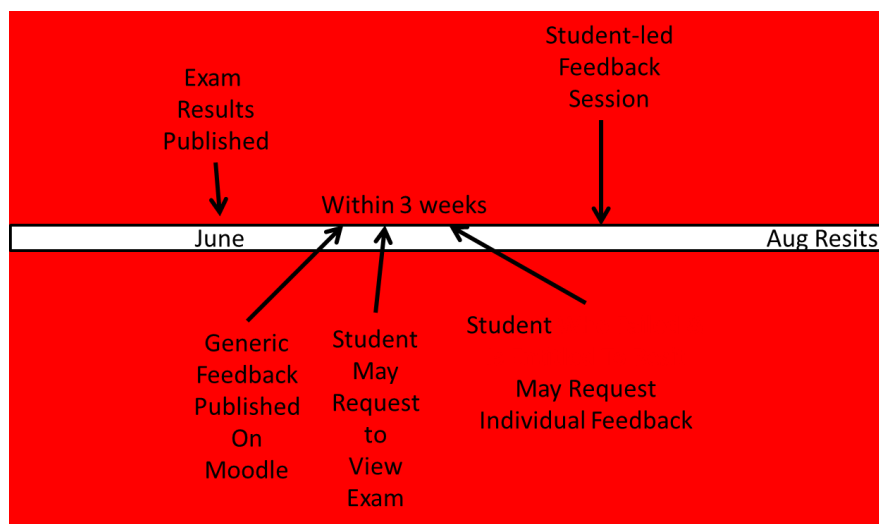 Exam
Results
Published
Student-led
Feedback
Session
Within 3 weeks
June
Aug Resits
Generic
Feedback
Published
On
Moodle
Student
May
Request
to
View
Exam
Student
May Request
Individual Feedback